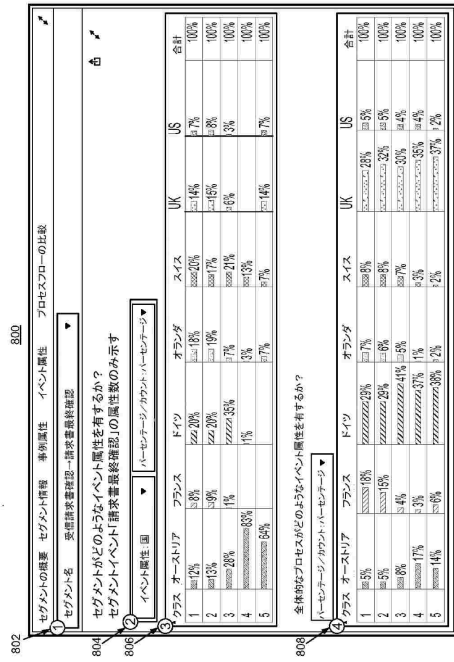 800
802
セグメントの概要 セグメント情報 事例属性 イベント属性 プロセスフローの比較
① セグメント名 受信請求書確認→請求書最終確認 ▼
804
セグメントがどのようなイベント属性を有するか？
セグメントイベント「請求書最終確認」の属性数のみ示す
② イベント属性：国 ▼ パーセンテージ/カウント：パーセンテージ ▼
806
③ クラス オーストリア フランス ドイツ オランダ スイス UK US 合計
1 12% 8% 20% 18% 20% 14% 7% 100%
2 13% 9% 20% 19% 17% 15% 8% 100%
3 28% 1% 35% 7% 21% 6% 3% 100%
4 83% 1% 3% 13% 100%
5 64% 7% 7% 14% 7% 100%
全体的なプロセスがどのようなイベント属性を有するか？
808
パーセンテージ/カウント：パーセンテージ ▼
④ クラス オーストリア フランス ドイツ オランダ スイス UK US 合計
1 5% 18% 29% 7% 8% 28% 5% 100%
2 5% 15% 29% 6% 8% 32% 5% 100%
3 8% 4% 41% 5% 7% 30% 4% 100%
4 17% 3% 37% 1% 3% 35% 4% 100%
5 14% 6% 38% 2% 2% 37% 2% 100%